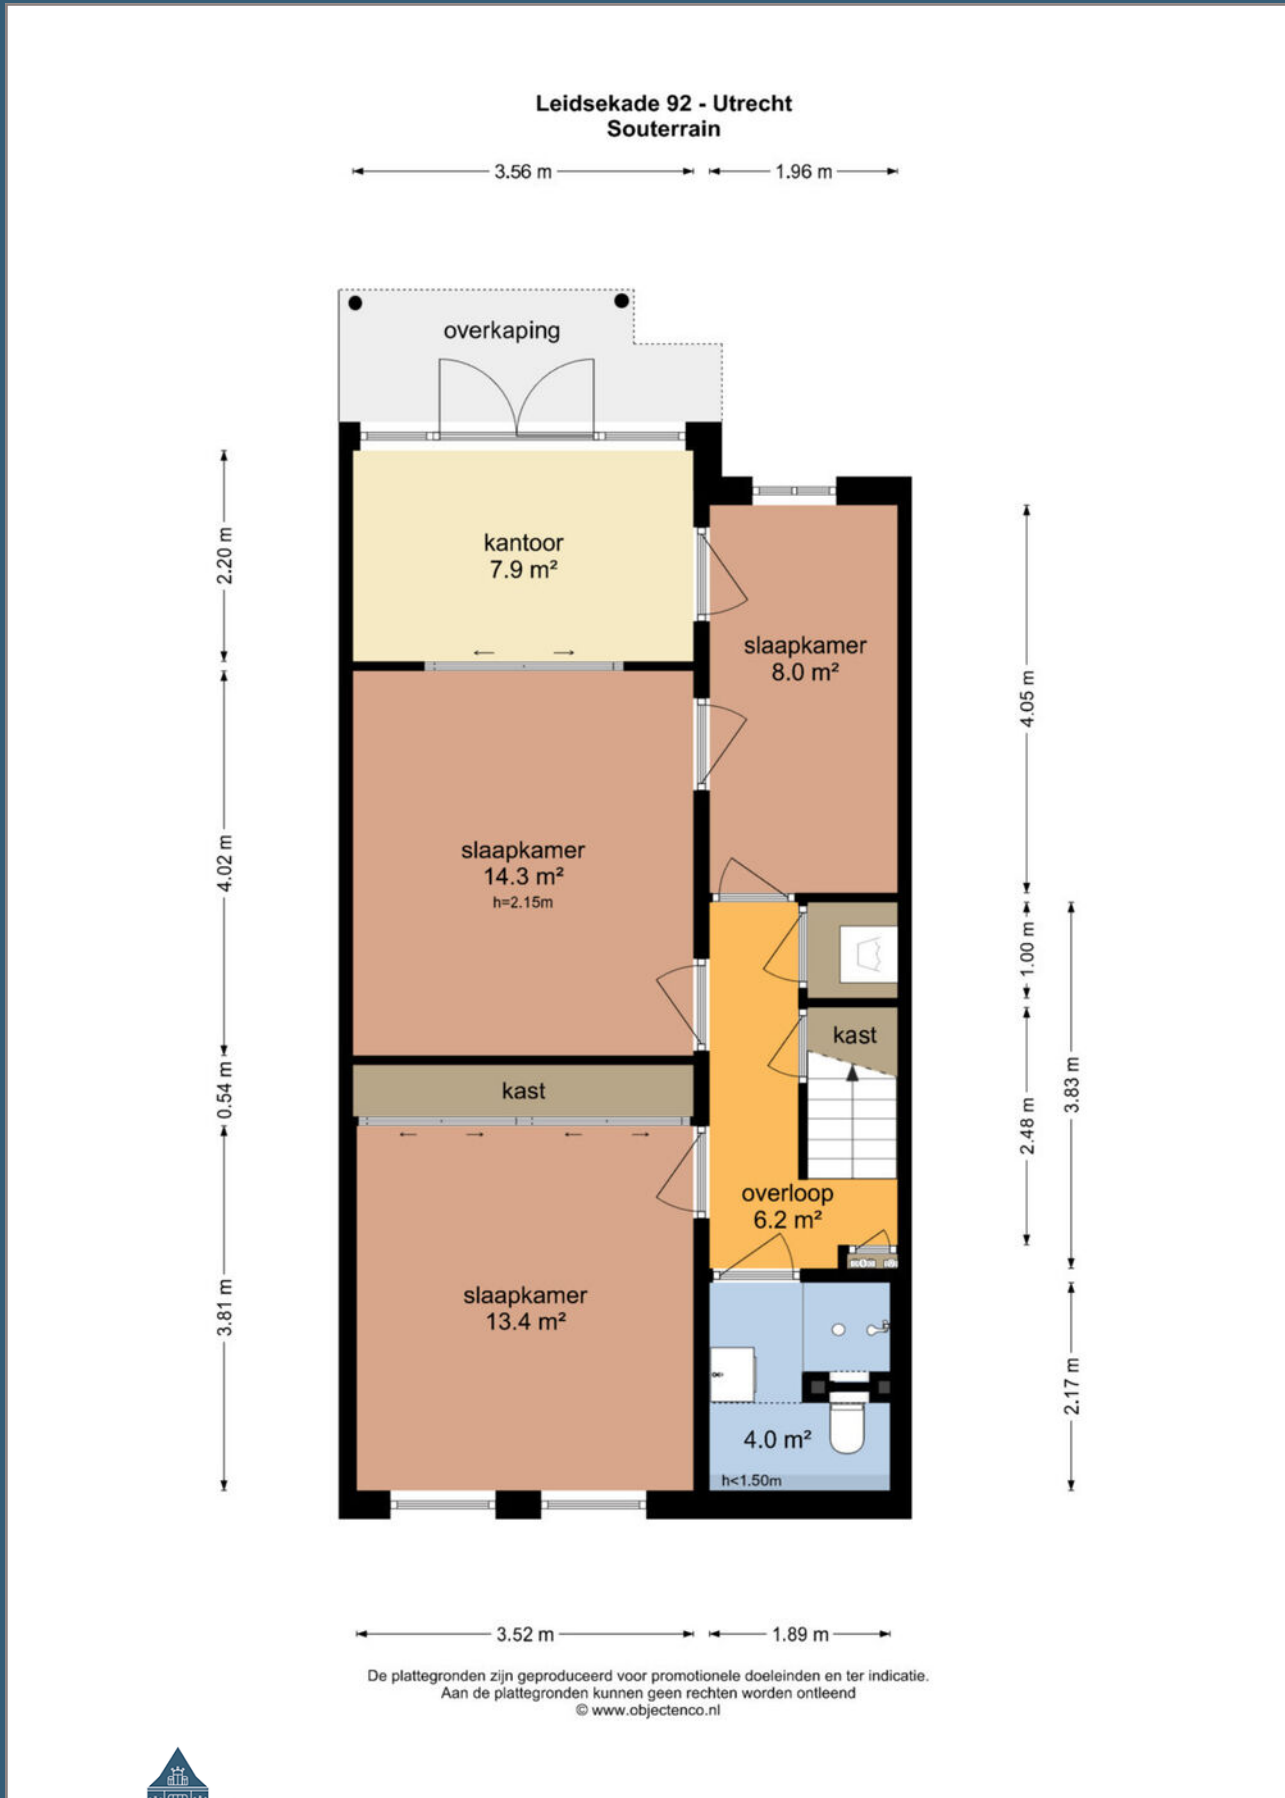 Leidsekade 92 - Utrecht
Souterrain
3.56 m
1.96 m
overkaping
2.20 m
kantoor
7.9 m²
slaapkamer
8.0 m²
4.05 m
4.02 m
slaapkamer
14.3 m²
h=2.15m
1.00 m
kast
0.54 m
kast
3.83 m
2.48 m
overloop
6.2 m²
3.81 m
slaapkamer
13.4 m²
2.17 m
4.0 m²
h<1.50m
3.52 m
1.89 m
De plattegronden zijn geproduceerd voor promotionele doeleinden en ter indicatie.
Aan de plattegronden kunnen geen rechten worden ontleend
© www.objectenco.nl